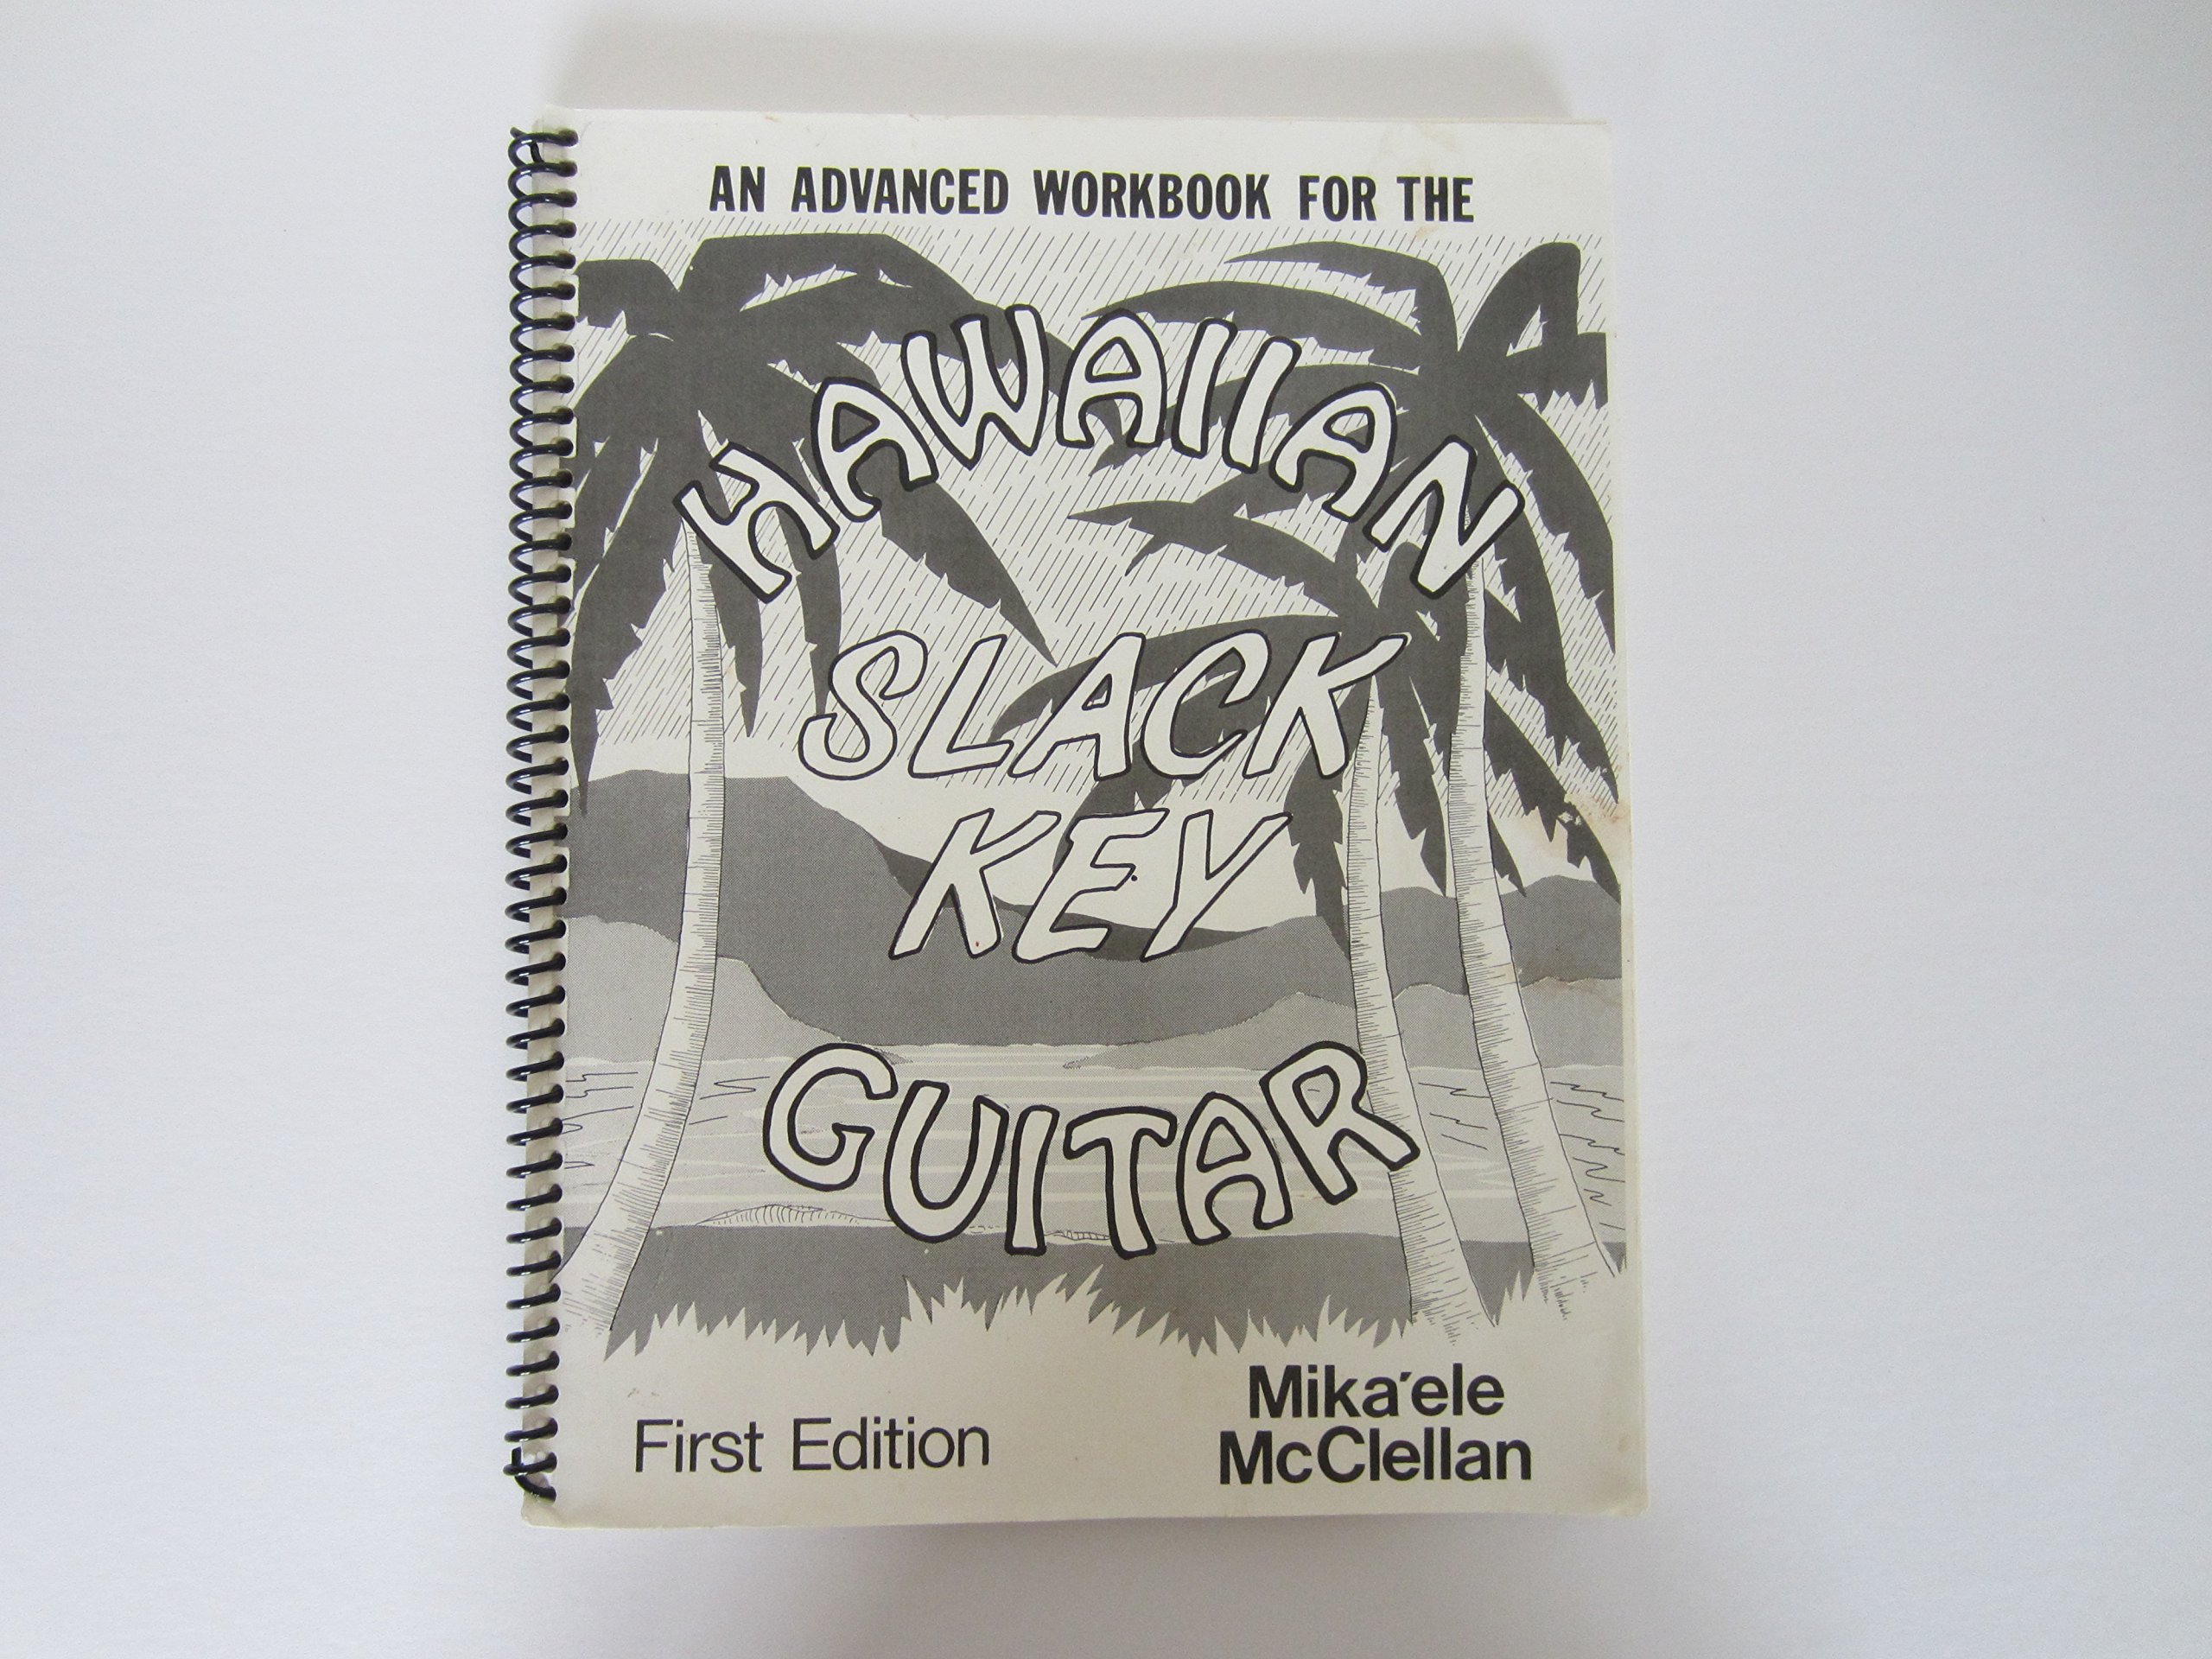 AN ADVANCED WORKBOOK FOR THE
HAWAIIAN
SLACK
KEY
GUITAR
First Edition
Mika´ele
McClellan